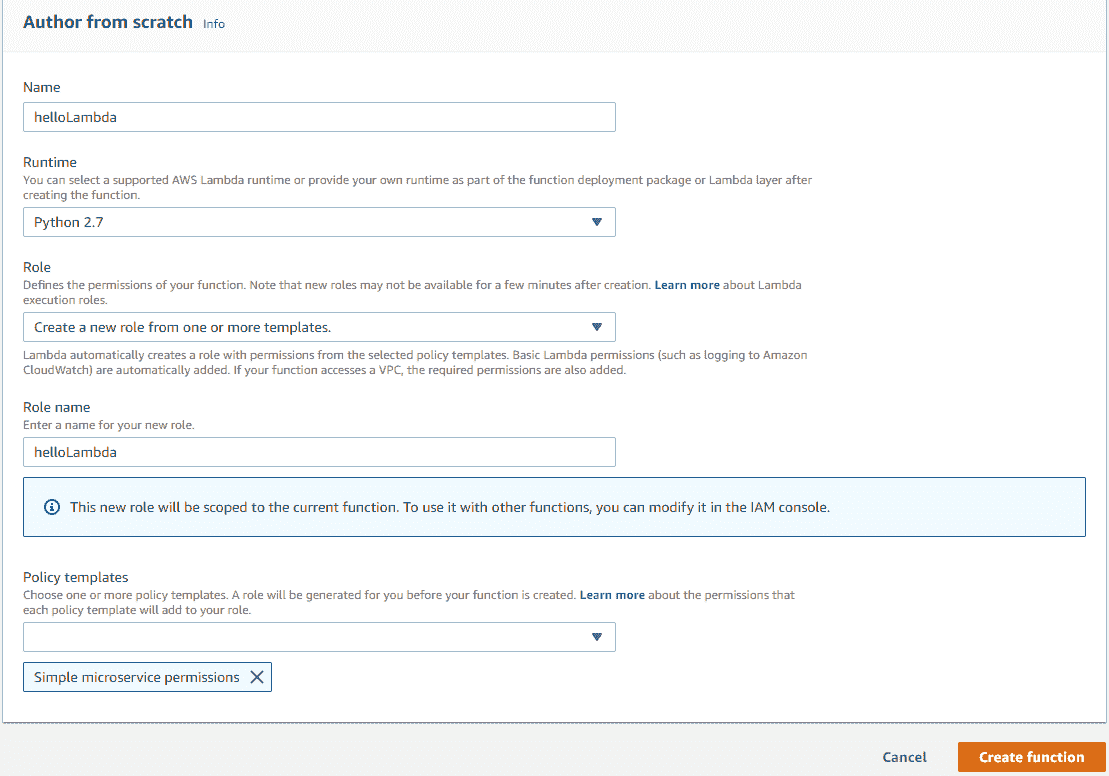 Author from scratch Info
Name
helloLambda
Runtime
You can select a supported AWS Lambda runtime or provide your own runtime as part of the function deployment package or Lambda layer after
creating the function.
Python 2.7
Role
Defines the permissions of your function. Note that new roles may not be available for a few minutes after creation. Learn more about Lambda
execution roles.
Create a new role from one or more templates.
Lambda automatically creates a role with permissions from the selected policy templates. Basic Lambda permissions (such as logging to Amazon
CloudWatch) are automatically added. If your function accesses a VPC, the required permissions are also added.
Role name
Enter a name for your new role.
helloLambda
This new role will be scoped to the current function. To use it with other functions, you can modify it in the IAM console.
Policy templates
Choose one or more policy templates. A role will be generated for you before your function is created. Learn more about the permissions that
each policy template will add to your role.
Simple microservice permissions
Cancel Create function